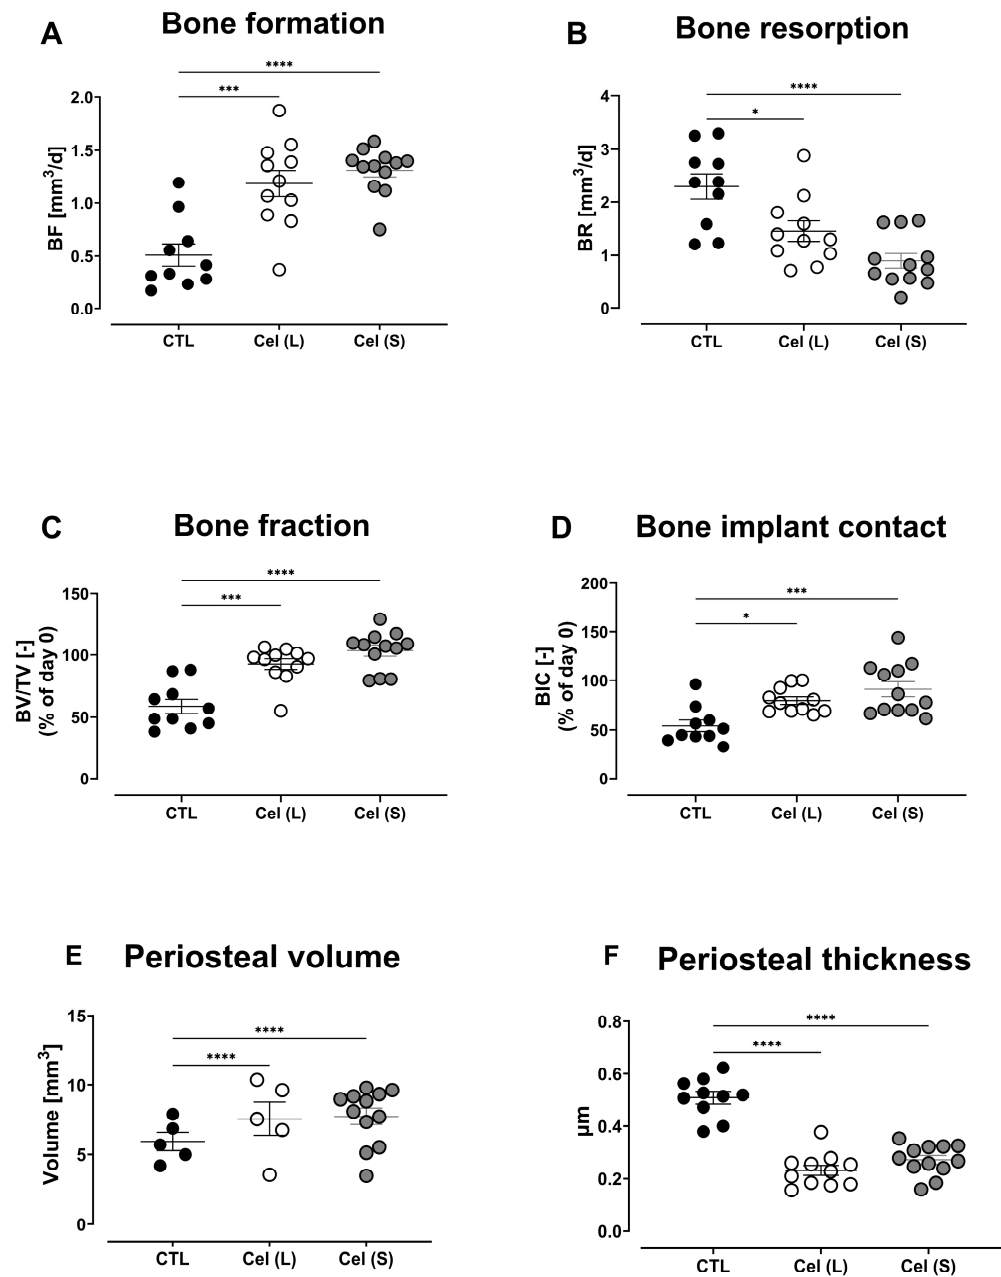 A Bone formation
****
***
2.0
1.5
1.0
0.5
0.0
BF [mm³/d]
CTL Cel (L) Cel (S)
B Bone resorption
****
*
4
3
2
1
0
BR [mm³/d]
CTL Cel (L) Cel (S)
C Bone fraction
****
***
150
100
50
0
BV/TV [-]
(% of day 0)
CTL Cel (L) Cel (S)
D Bone implant contact
***
*
200
150
100
50
0
BIC [-]
(% of day 0)
CTL Cel (L) Cel (S)
E Periosteal volume
****
****
15
10
5
0
Volume [mm³]
CTL Cel (L) Cel (S)
F Periosteal thickness
****
****
0.8
0.6
0.4
0.2
0.0
µm
CTL Cel (L) Cel (S)